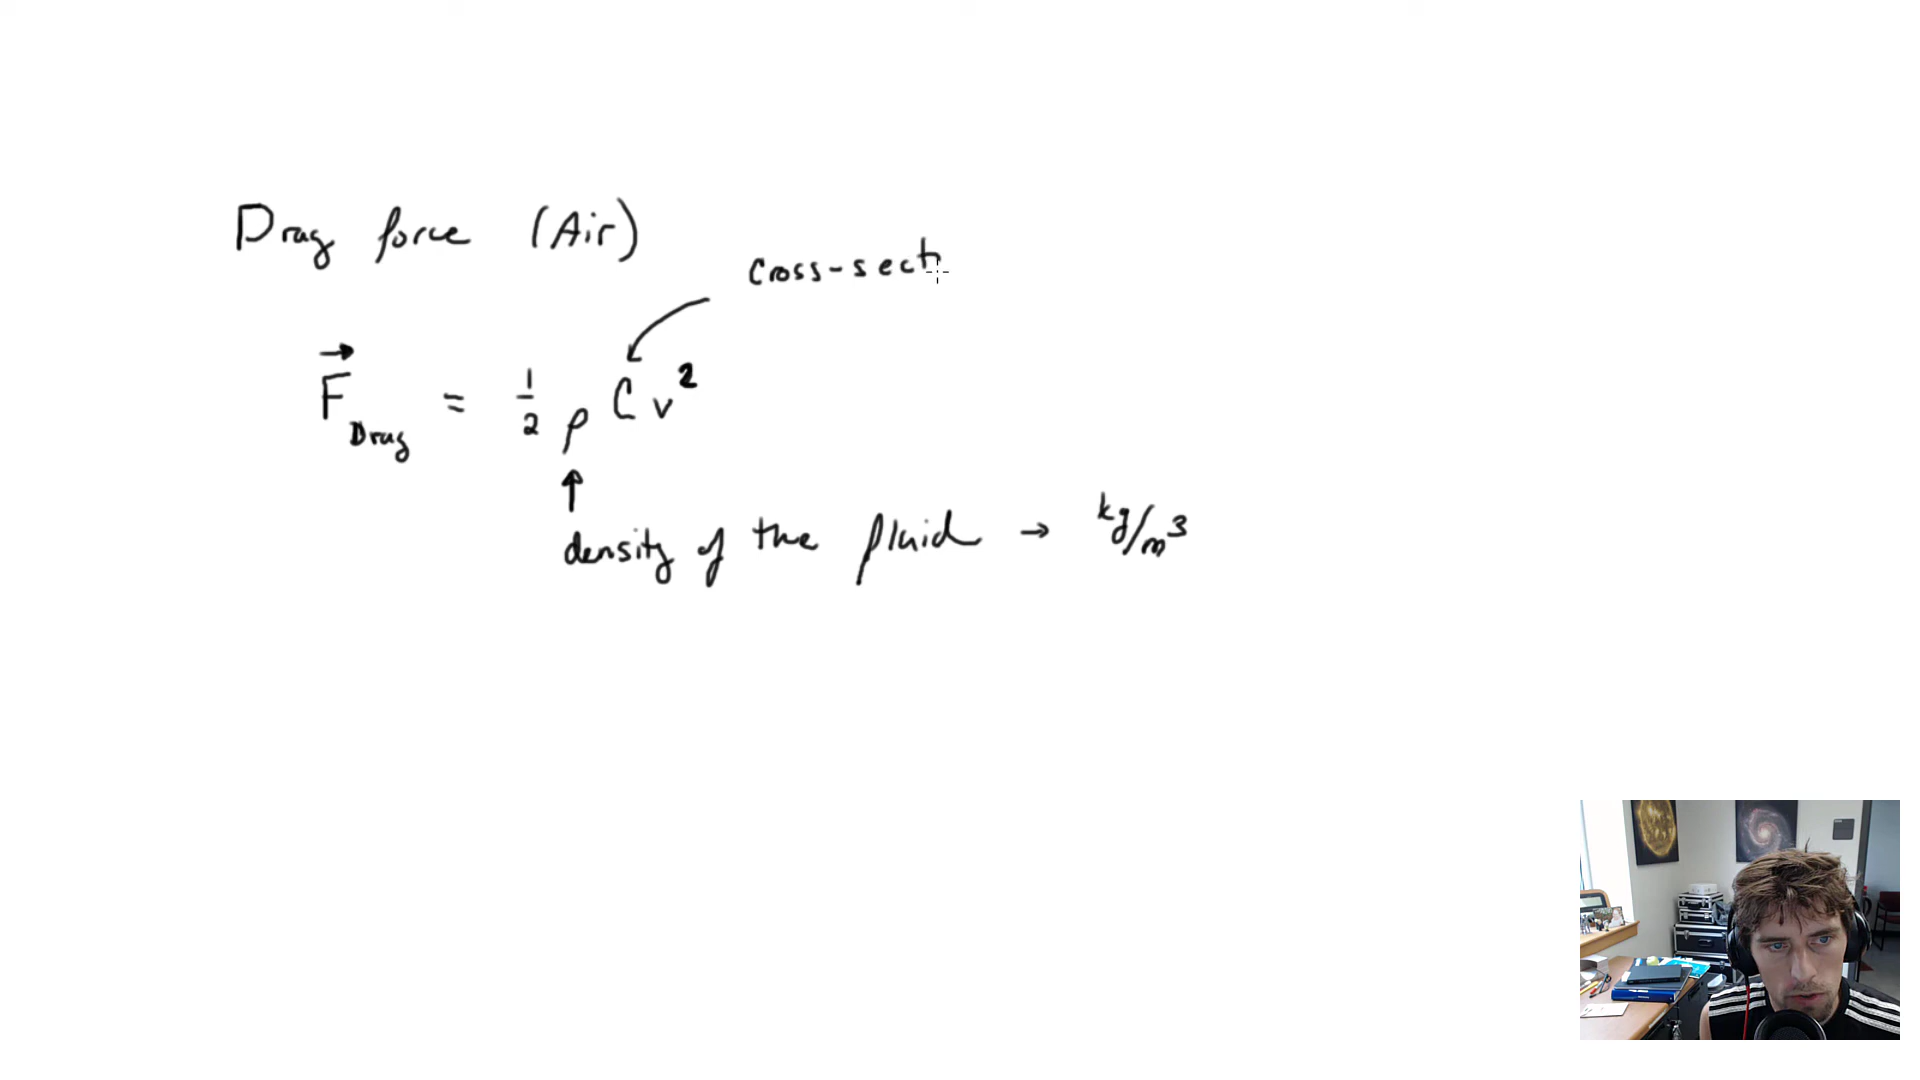 Drag force (Air)
Cross-sect
F Drag = 1/2 ρ C v²
density of the fluid → kg/m³